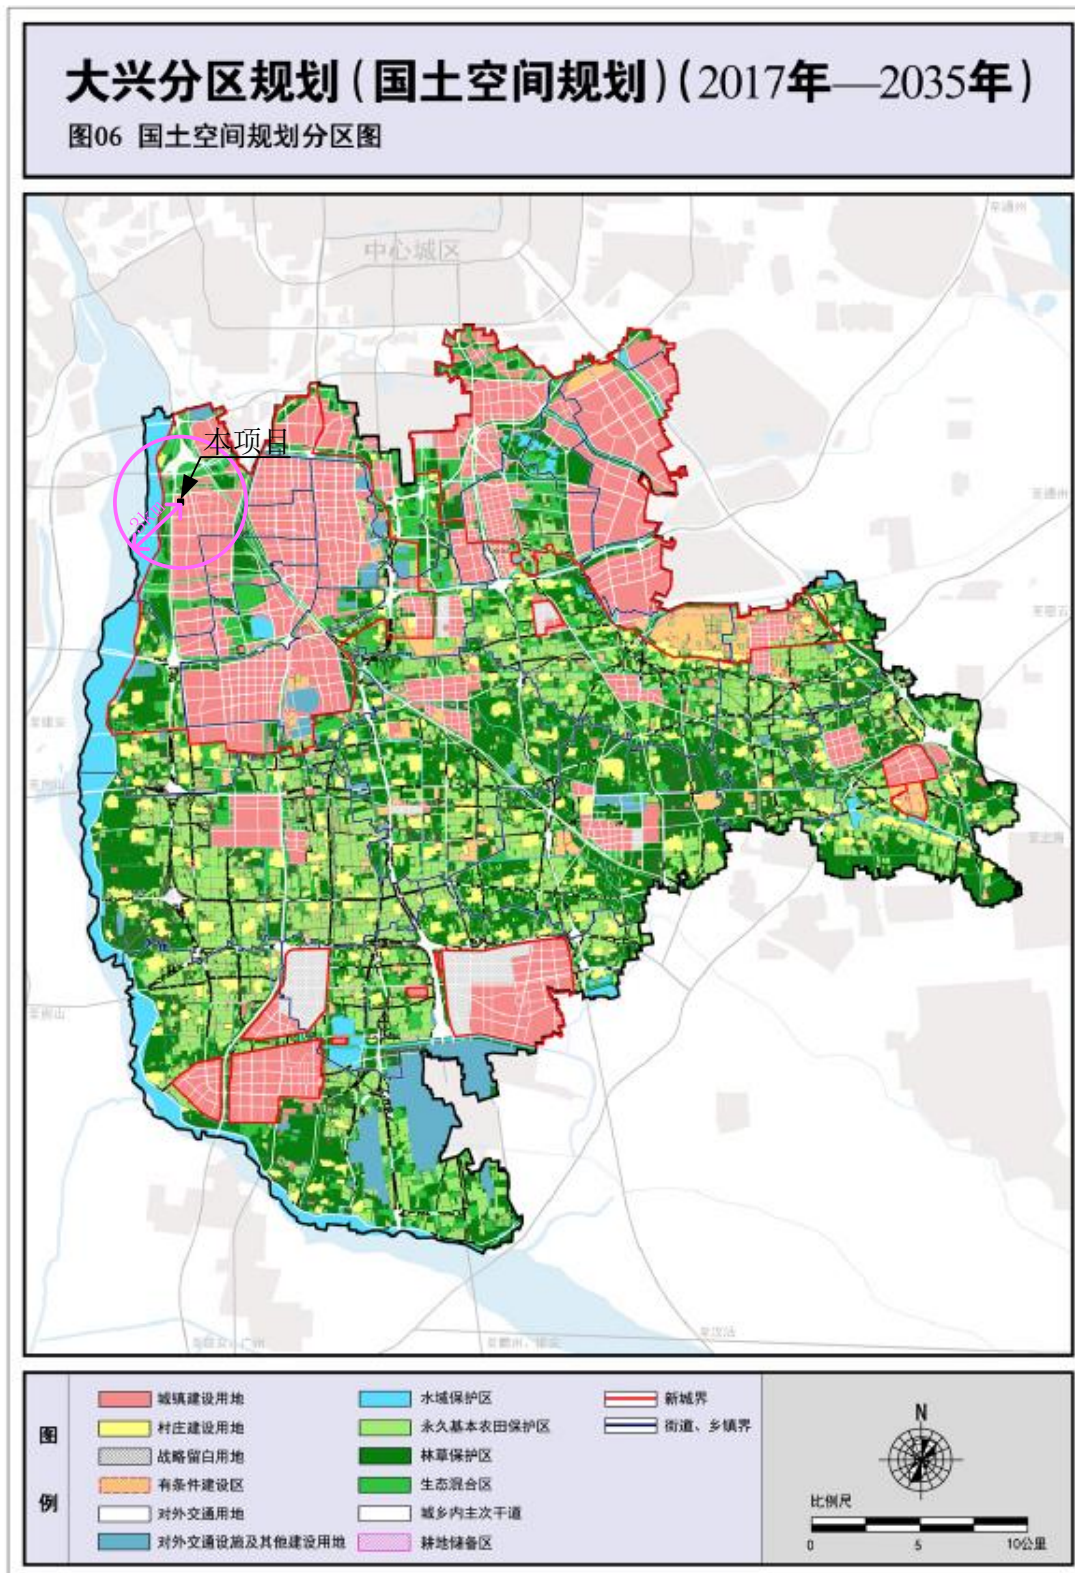 大兴分区规划(国土空间规划)(2017年—2035年)
图06 国土空间规划分区图
至通州
中心城区
本项目
2k
至通州
图
例
城镇建设用地
村庄建设用地
战略留白用地
有条件建设区
对外交通用地
对外交通设施及其他建设用地
水域保护区
永久基本农田保护区
林草保护区
生态混合区
城乡内主次干道
耕地储备区
新城界
街道、乡镇界
N
比例尺
0
5
10公里